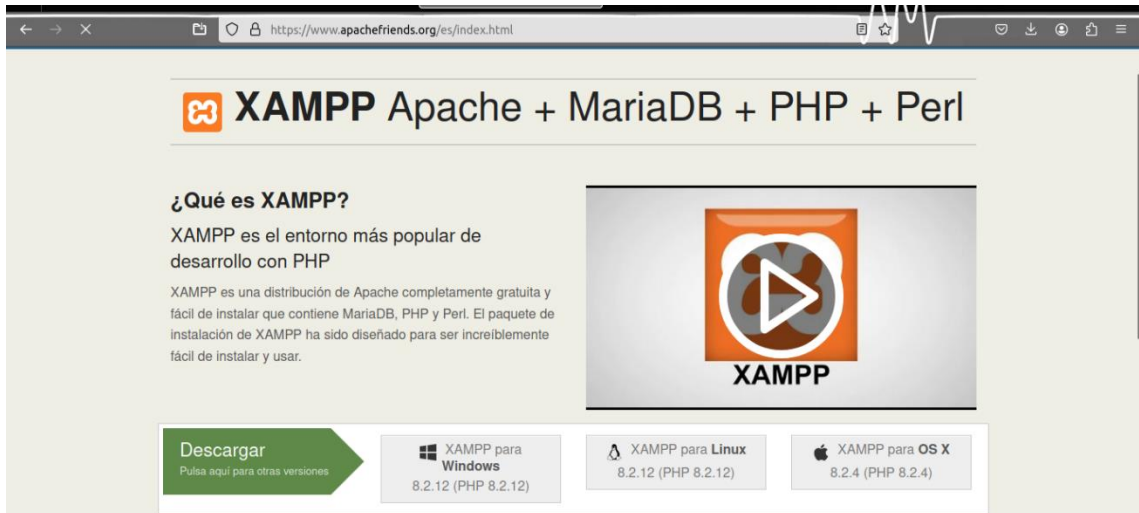 https://www.apachefriends.org/es/index.html
XAMPP Apache + MariaDB + PHP + Perl
¿Qué es XAMPP?
XAMPP es el entorno más popular de
desarrollo con PHP
XAMPP es una distribución de Apache completamente gratuita y
fácil de instalar que contiene MariaDB, PHP y Perl. El paquete de
instalación de XAMPP ha sido diseñado para ser increíblemente
fácil de instalar y usar.
XAMPP
Descargar
Pulsa aquí para otras versiones
XAMPP para
Windows
8.2.12 (PHP 8.2.12)
XAMPP para Linux
8.2.12 (PHP 8.2.12)
XAMPP para OS X
8.2.4 (PHP 8.2.4)